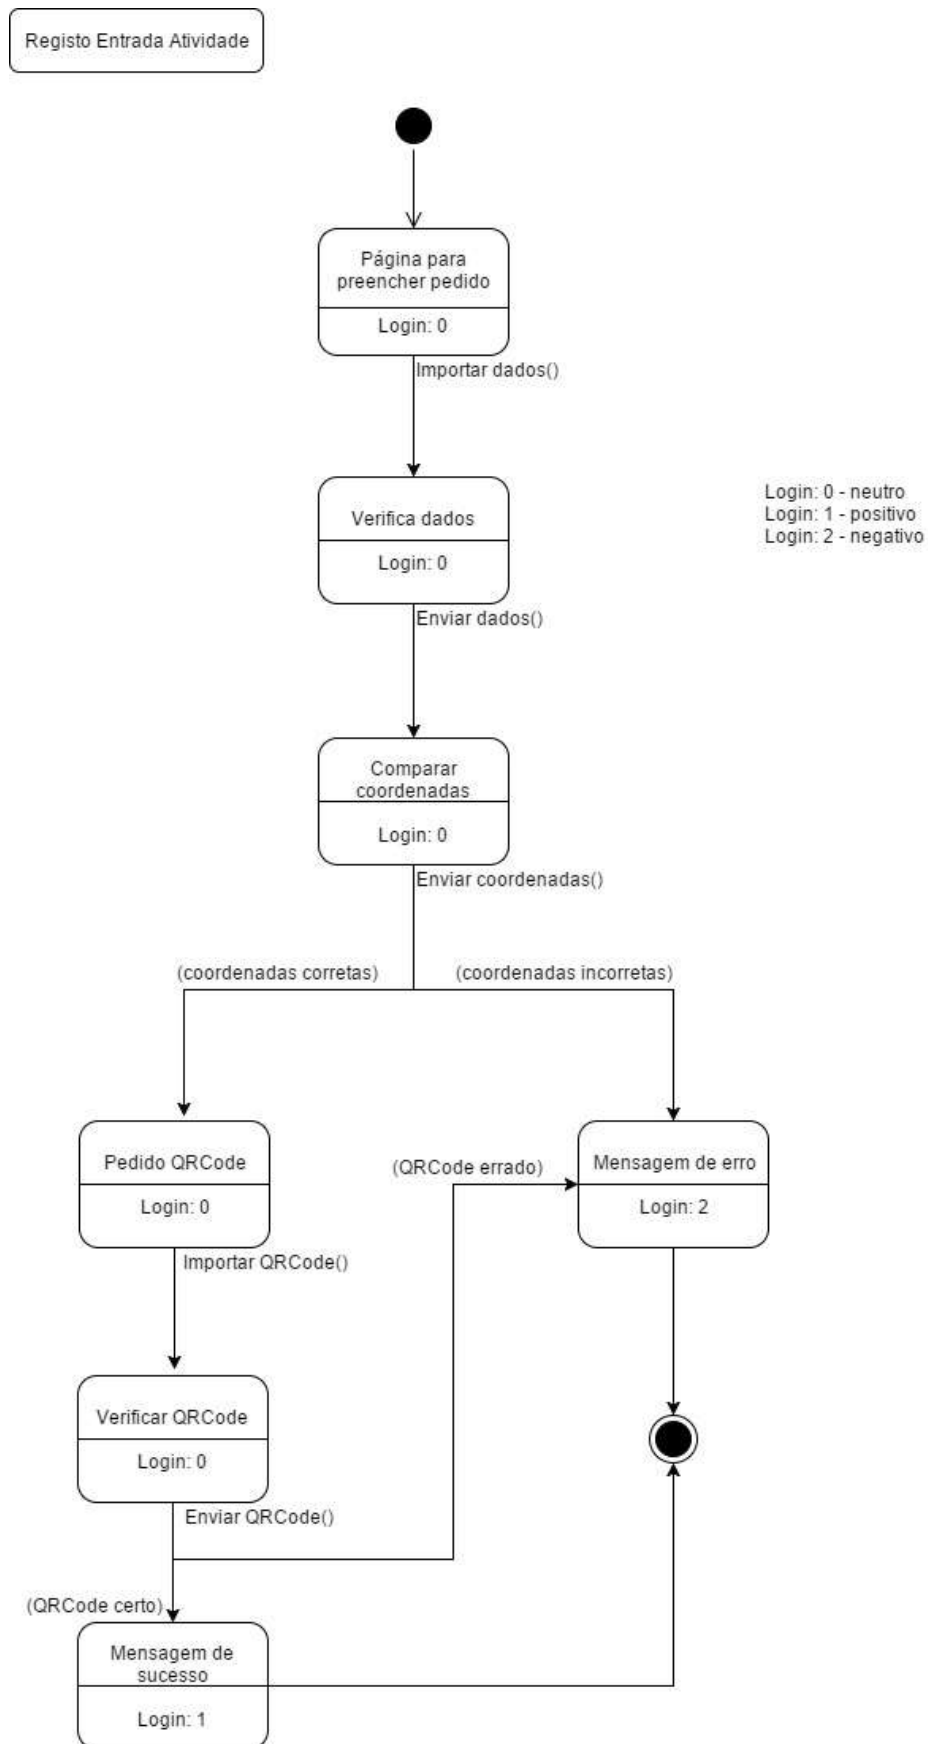 Registo Entrada Atividade
Página para
preencher pedido
Login: 0
Importar dados()
Verifica dados
Login: 0
Login: 0 - neutro
Login: 1 - positivo
Login: 2 - negativo
Enviar dados()
Comparar
coordenadas
Login: 0
Enviar coordenadas()
(coordenadas corretas)
(coordenadas incorretas)
Pedido QRCode
Login: 0
(QRCode errado)
Mensagem de erro
Login: 2
Importar QRCode()
Verificar QRCode
Login: 0
Enviar QRCode()
(QRCode certo)
Mensagem de
sucesso
Login: 1